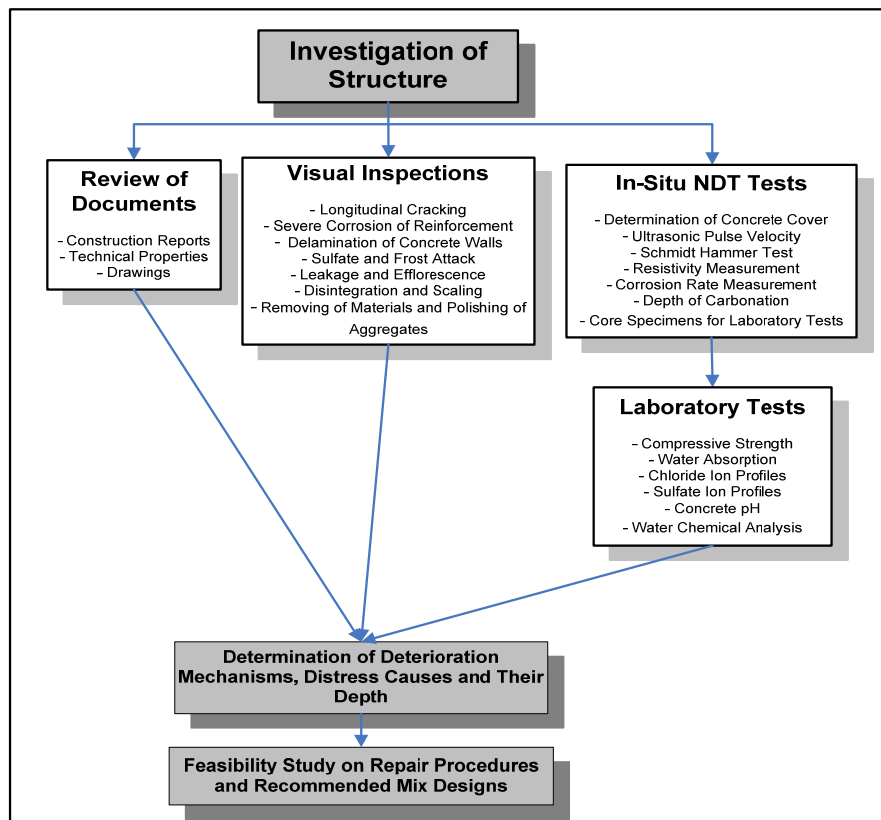 Investigation of
Structure
Review of
Documents
- Construction Reports
- Technical Properties
- Drawings
Visual Inspections
- Longitudinal Cracking
- Severe Corrosion of Reinforcement
- Delamination of Concrete Walls
- Sulfate and Frost Attack
- Leakage and Efflorescence
- Disintegration and Scaling
- Removing of Materials and Polishing of
Aggregates
In-Situ NDT Tests
- Determination of Concrete Cover
- Ultrasonic Pulse Velocity
- Schmidt Hammer Test
- Resistivity Measurement
- Corrosion Rate Measurement
- Depth of Carbonation
- Core Specimens for Laboratory Tests
Laboratory Tests
- Compressive Strength
- Water Absorption
- Chloride Ion Profiles
- Sulfate Ion Profiles
- Concrete pH
- Water Chemical Analysis
Determination of Deterioration
Mechanisms, Distress Causes and Their
Depth
Feasibility Study on Repair Procedures
and Recommended Mix Designs